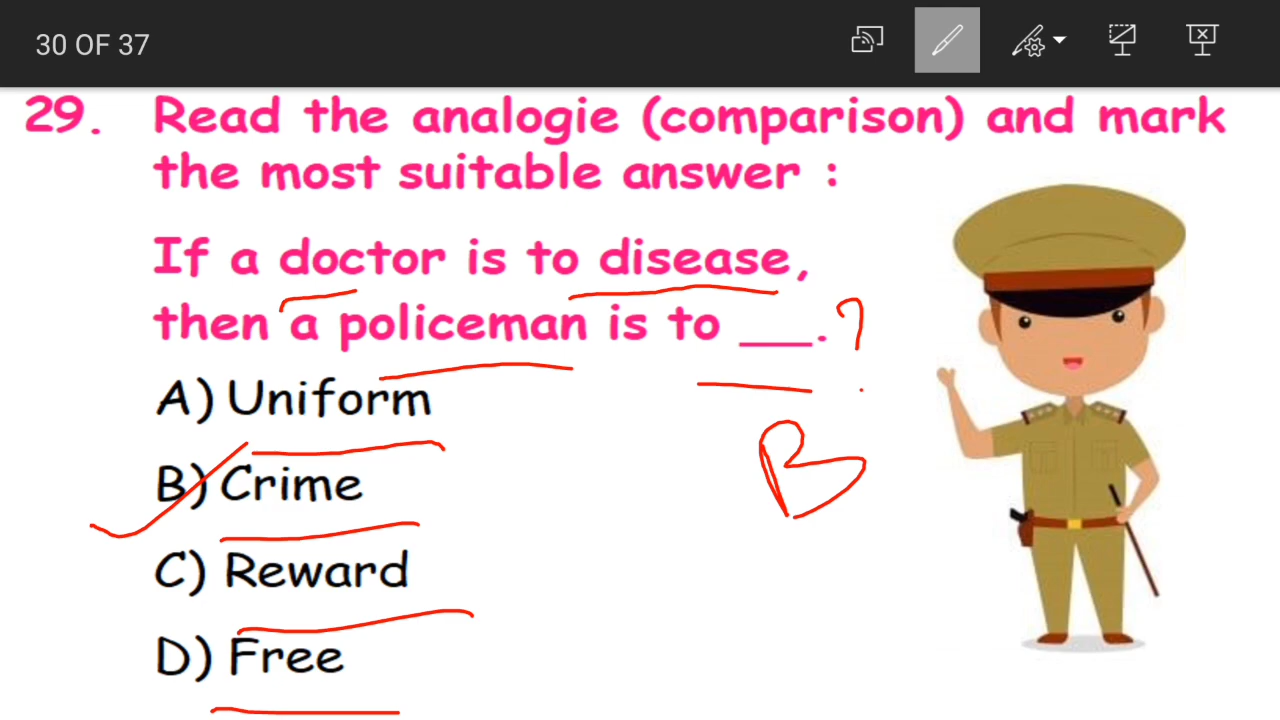 30 OF 37
29. Read the analogie (comparison) and mark
the most suitable answer :
If a doctor is to disease,
then a policeman is to ___. ?
A) Uniform
B) Crime
B
C) Reward
D) Free